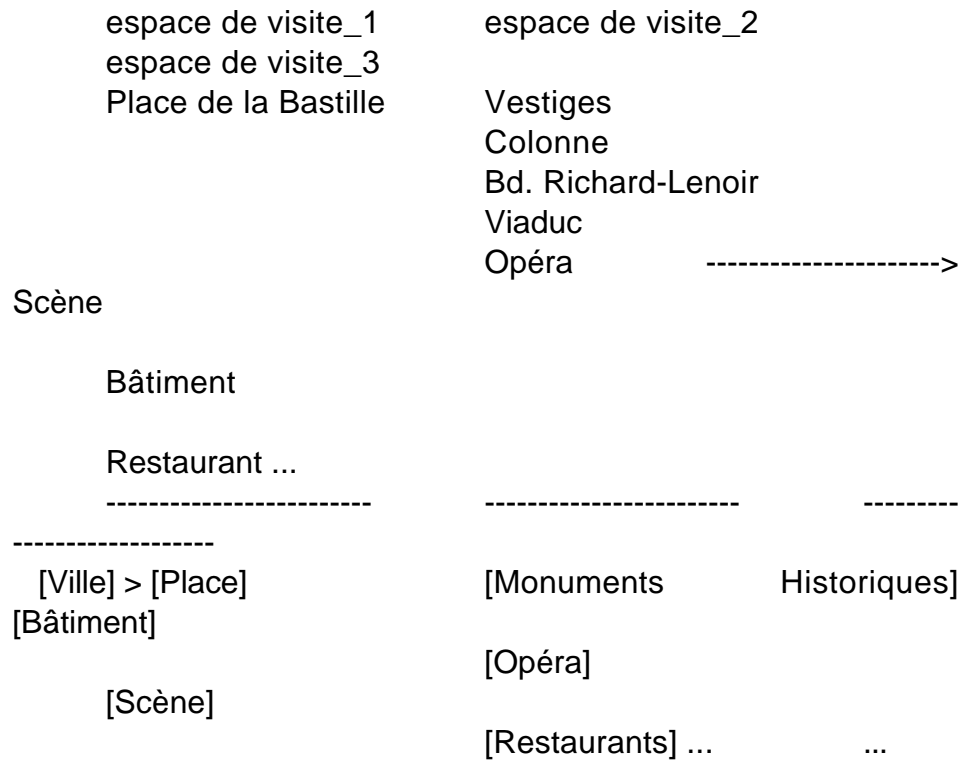 espace de visite_1 espace de visite_2
espace de visite_3
Place de la Bastille Vestiges
Colonne
Bd. Richard-Lenoir
Viaduc
Opéra ---------------------->
Scène
Bâtiment
Restaurant ...
------------------------- ------------------------ ---------
-------------------
[Ville] > [Place] [Monuments Historiques]
[Bâtiment]
[Opéra]
[Scène]
[Restaurants] ... ...